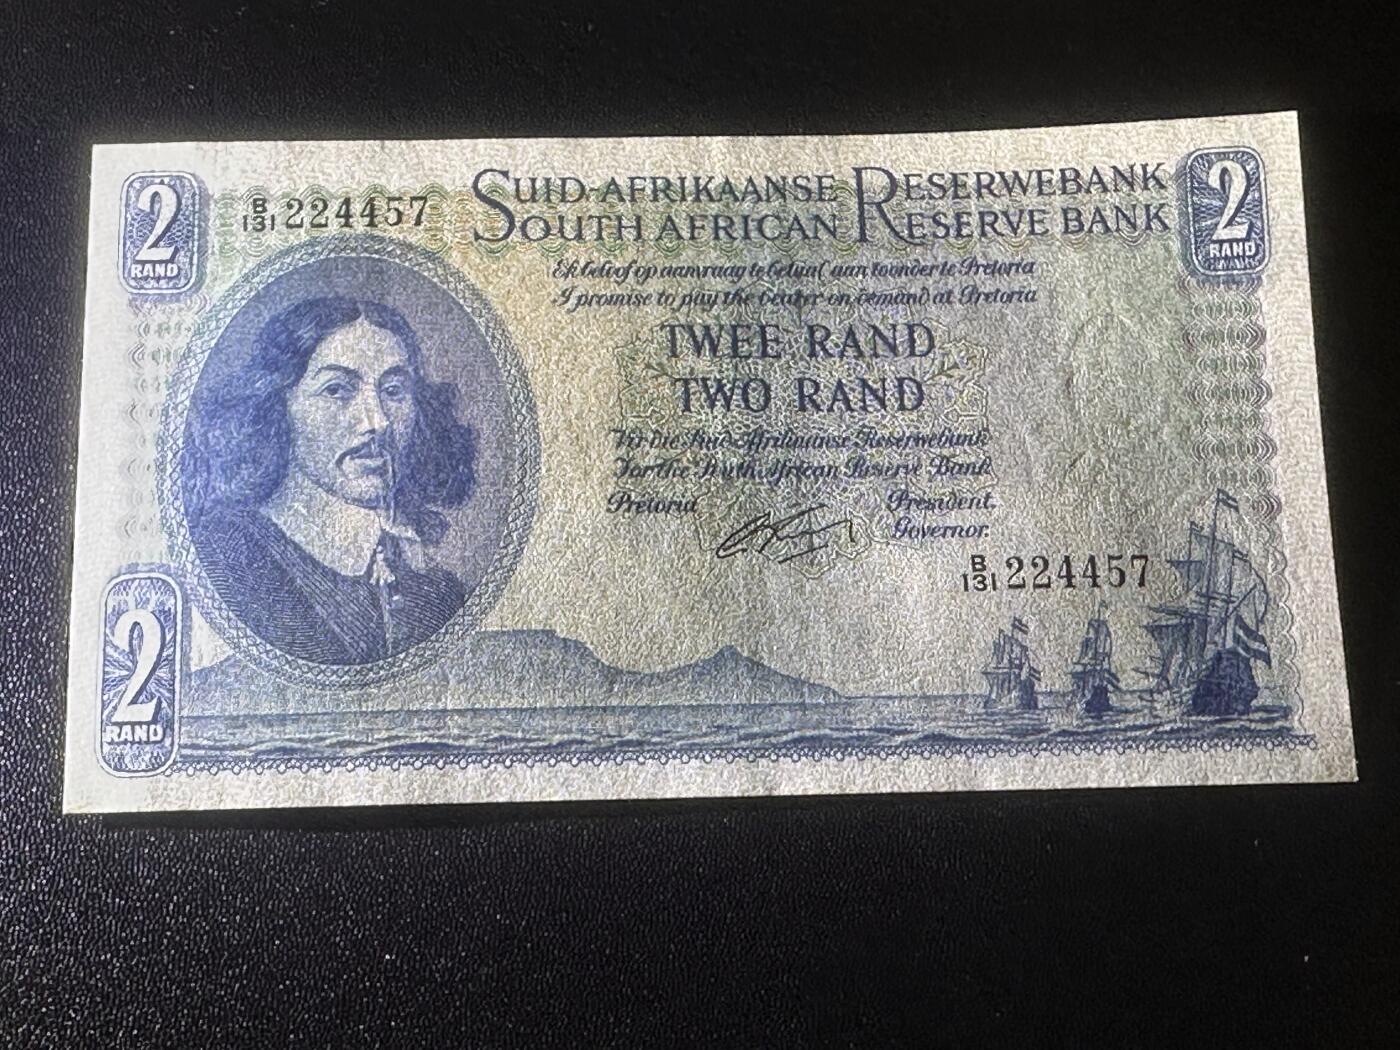 2
RAND
B/131 224457
SUID-AFRIKAANSE RESERWEBANK
SOUTH AFRICAN RESERVE BANK
2
RAND
Ek beloof op aanvraag te betaal aan toonder te Pretoria
I promise to pay the bearer on demand at Pretoria
TWEE RAND
TWO RAND
Vir die Suid-Afrikaanse Reserwebank
For the South African Reserve Bank
Pretoria
President.
Governor.
B/131 224457
2
RAND